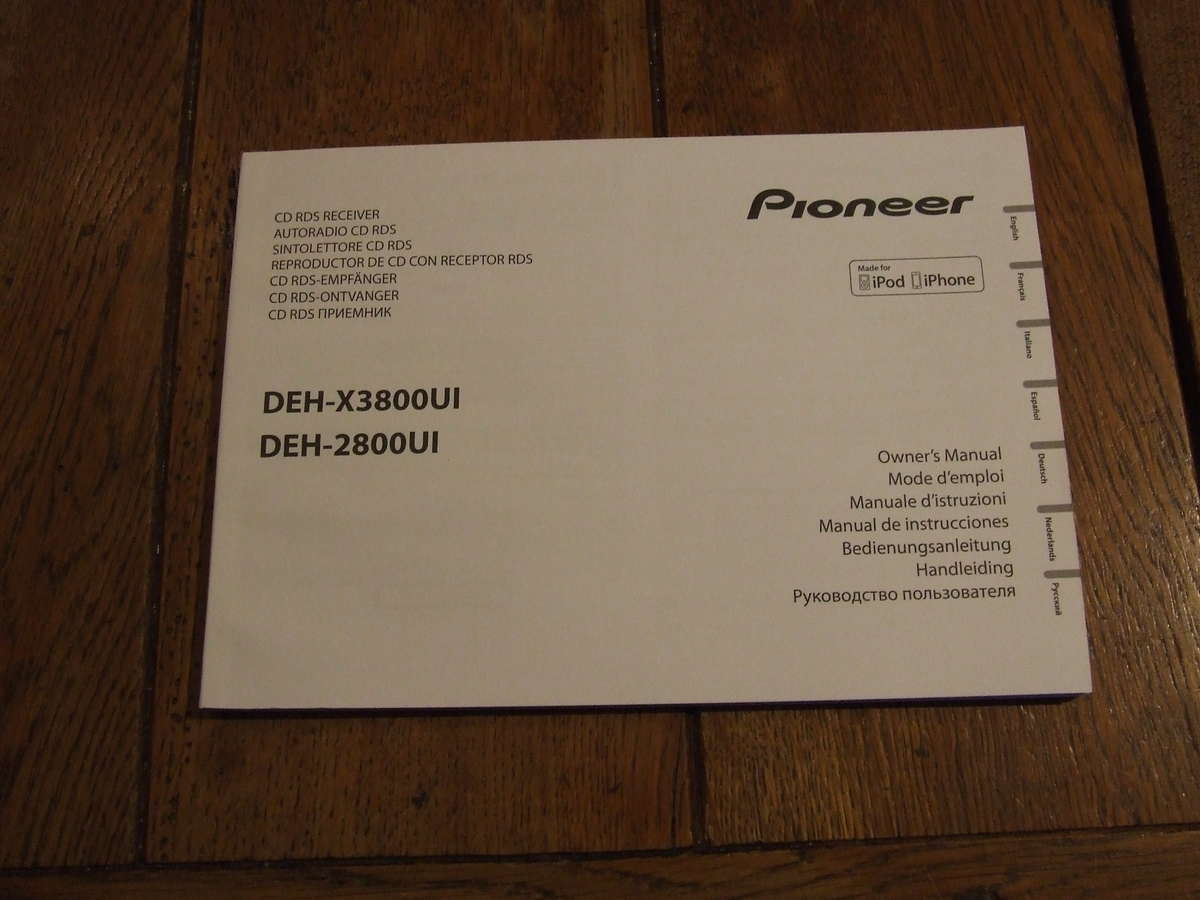 CD RDS RECEIVER
AUTORADIO CD RDS
SINTOLETTORE CD RDS
REPRODUCTOR DE CD CON RECEPTOR RDS
CD RDS-EMPFÄNGER
CD RDS-ONTVANGER
CD RDS ПРИЕМНИК
DEH-X3800UI
DEH-2800UI
Pioneer
Made for
iPod iPhone
Owner's Manual
Mode d'emploi
Manuale d'istruzioni
Manual de instrucciones
Bedienungsanleitung
Handleiding
Руководство пользователя
English
Français
Italiano
Español
Deutsch
Nederlands
Русский